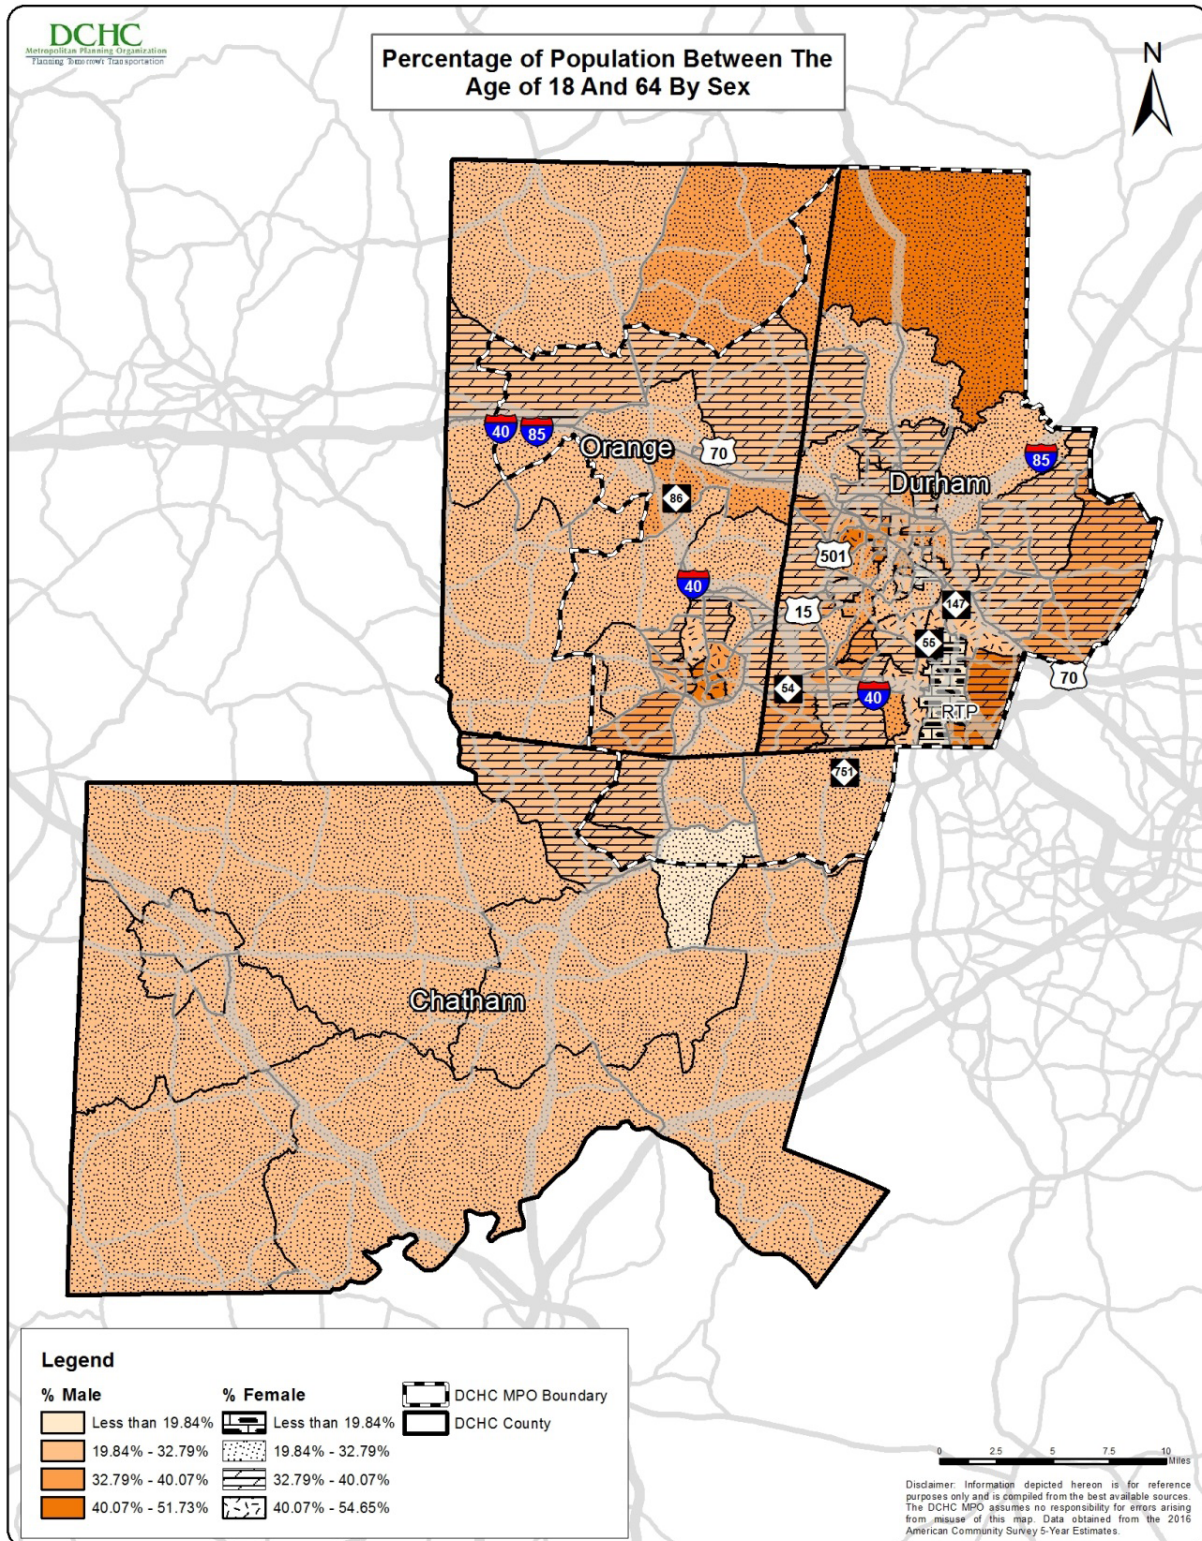 DCHC
Metropolitan Planning Organization
Planning Tomorrow's Transportation
Percentage of Population Between The
Age of 18 And 64 By Sex
N
40
85
Orange
70
86
85
Durham
501
40
15
147
55
54
40
70
RTP
751
Chatham
Legend
% Male
Less than 19.84%
19.84% - 32.79%
32.79% - 40.07%
40.07% - 51.73%
% Female
Less than 19.84%
19.84% - 32.79%
32.79% - 40.07%
40.07% - 54.65%
DCHC MPO Boundary
DCHC County
0 2.5 5 7.5 10
Miles
Disclaimer: Information depicted hereon is for reference
purposes only and is compiled from the best available sources.
The DCHC MPO assumes no responsibility for errors arising
from misuse of this map. Data obtained from the 2016
American Community Survey 5-Year Estimates.